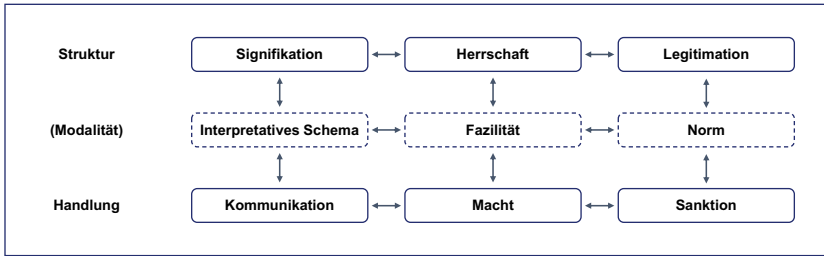 Struktur Signifikation Herrschaft Legitimation
(Modalität) Interpretatives Schema Fazilität Norm
Handlung Kommunikation Macht Sanktion